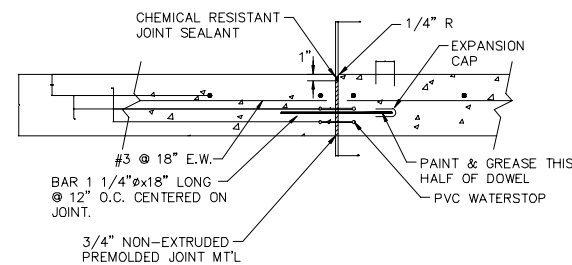 CHEMICAL RESISTANT
JOINT SEALANT
1/4" R
1"
EXPANSION
CAP
#3 @ 18" E.W.
PAINT & GREASE THIS
HALF OF DOWEL
BAR 1 1/4"øx18" LONG
@ 12" O.C. CENTERED ON
JOINT.
PVC WATERSTOP
3/4" NON-EXTRUDED
PREMOLDED JOINT MT'L